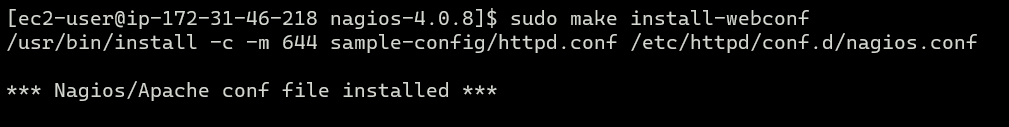 [ec2-user@ip-172-31-46-218 nagios-4.0.8]$ sudo make install-webconf
/usr/bin/install -c -m 644 sample-config/httpd.conf /etc/httpd/conf.d/nagios.conf
*** Nagios/Apache conf file installed ***